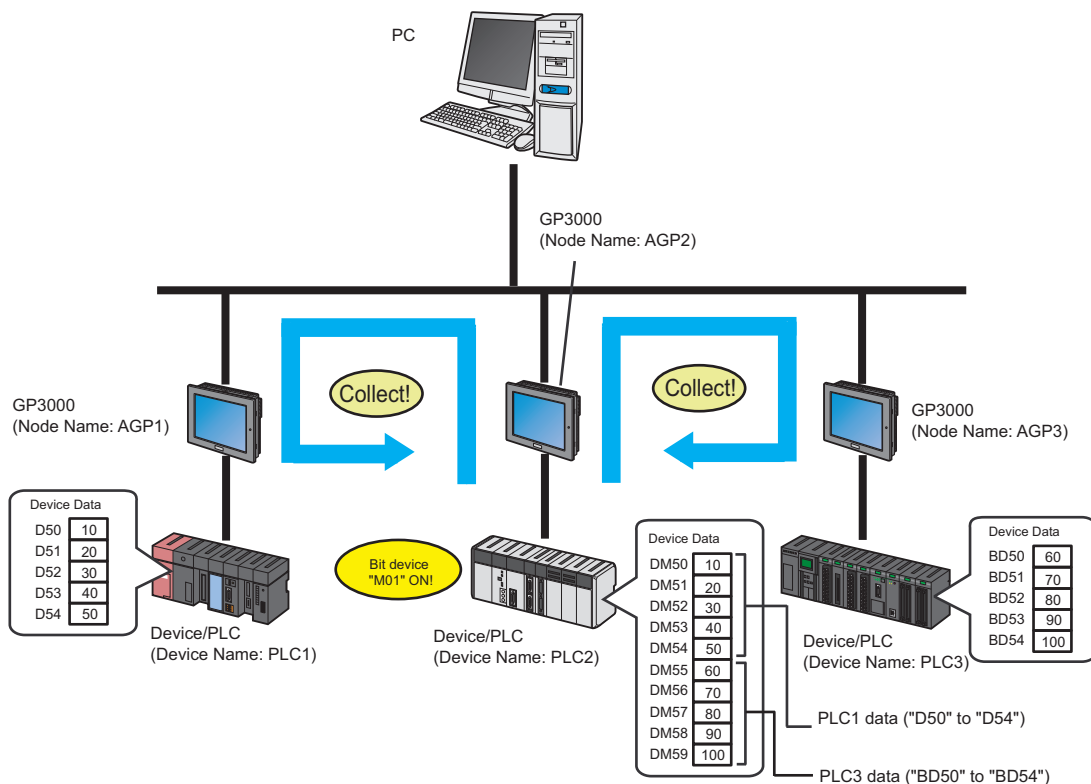 PC
GP3000
(Node Name: AGP2)
Collect!
Collect!
GP3000
(Node Name: AGP1)
GP3000
(Node Name: AGP3)
Device Data
D50 10
D51 20
D52 30
D53 40
D54 50
Device/PLC
(Device Name: PLC1)
Bit device
"M01" ON!
Device/PLC
(Device Name: PLC2)
Device Data
DM50 10
DM51 20
DM52 30
DM53 40
DM54 50
DM55 60
DM56 70
DM57 80
DM58 90
DM59 100
Device/PLC
(Device Name: PLC3)
Device Data
BD50 60
BD51 70
BD52 80
BD53 90
BD54 100
PLC1 data ("D50" to "D54")
PLC3 data ("BD50" to "BD54")